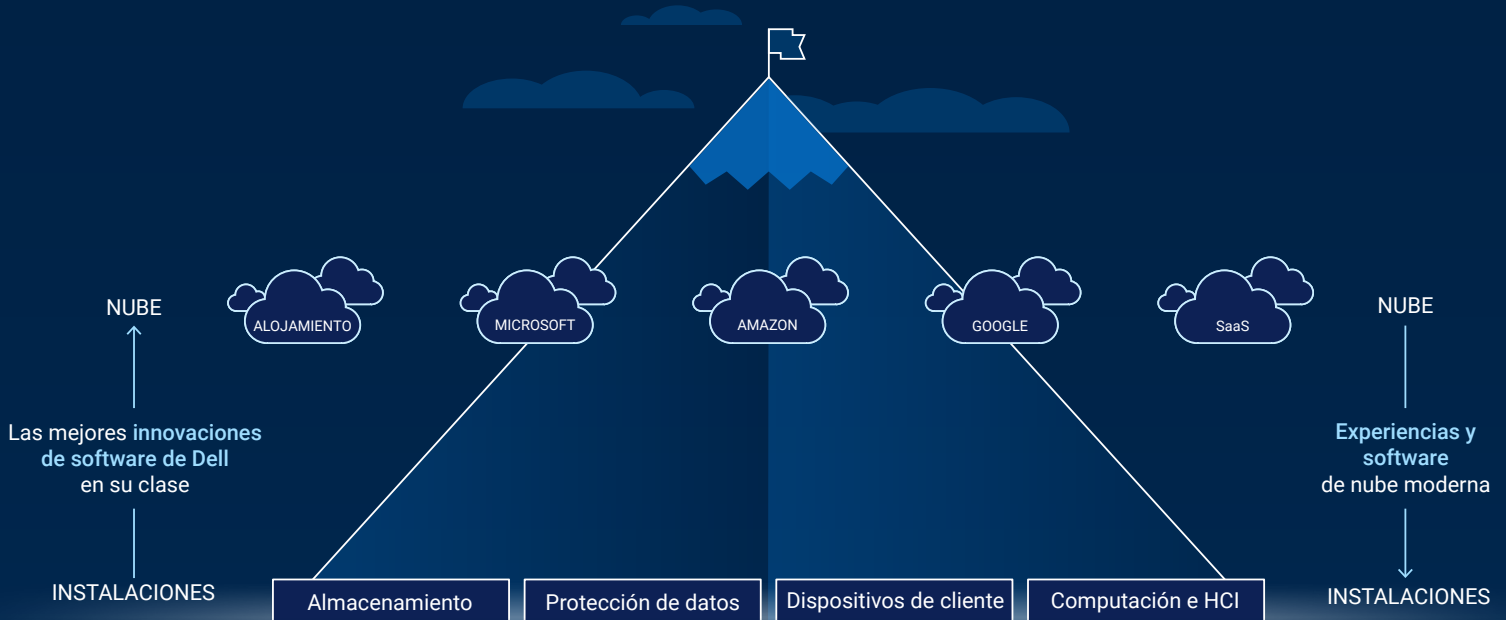 ALOJAMIENTO
MICROSOFT
AMAZON
GOOGLE
SaaS
NUBE
Las mejores innovaciones
de software de Dell
en su clase
INSTALACIONES
NUBE
Experiencias y
software
de nube moderna
INSTALACIONES
Almacenamiento
Protección de datos
Dispositivos de cliente
Computación e HCI